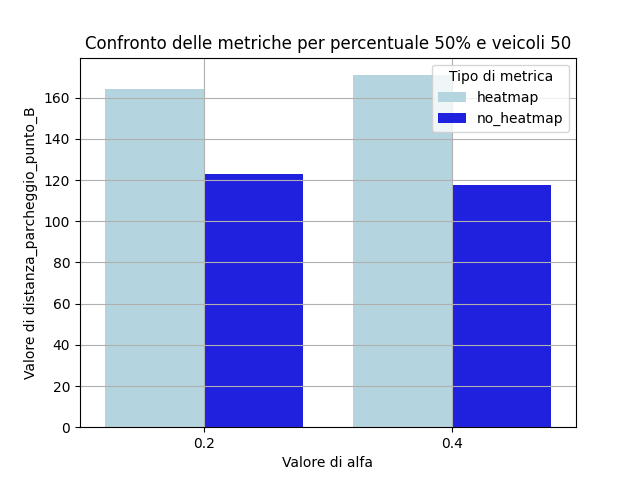 Confronto delle metriche per percentuale 50% e veicoli 50
Valore di distanza_parcheggio_punto_B
160
140
120
100
80
60
40
20
0
Tipo di metrica
heatmap
no_heatmap
0.2
0.4
Valore di alfa